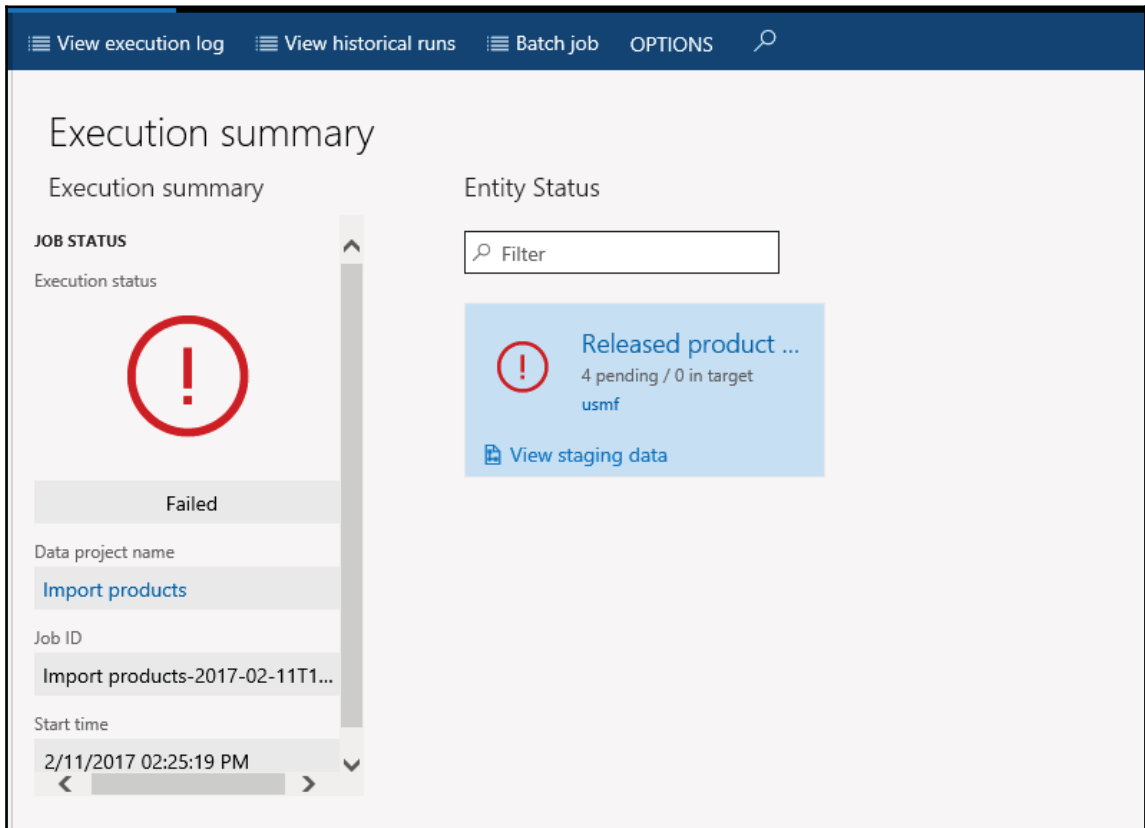 View execution log View historical runs Batch job OPTIONS
Execution summary
Execution summary
JOB STATUS
Execution status
Failed
Data project name
Import products
Job ID
Import products-2017-02-11T1...
Start time
2/11/2017 02:25:19 PM
Entity Status
Filter
Released product ...
4 pending / 0 in target
usmf
View staging data